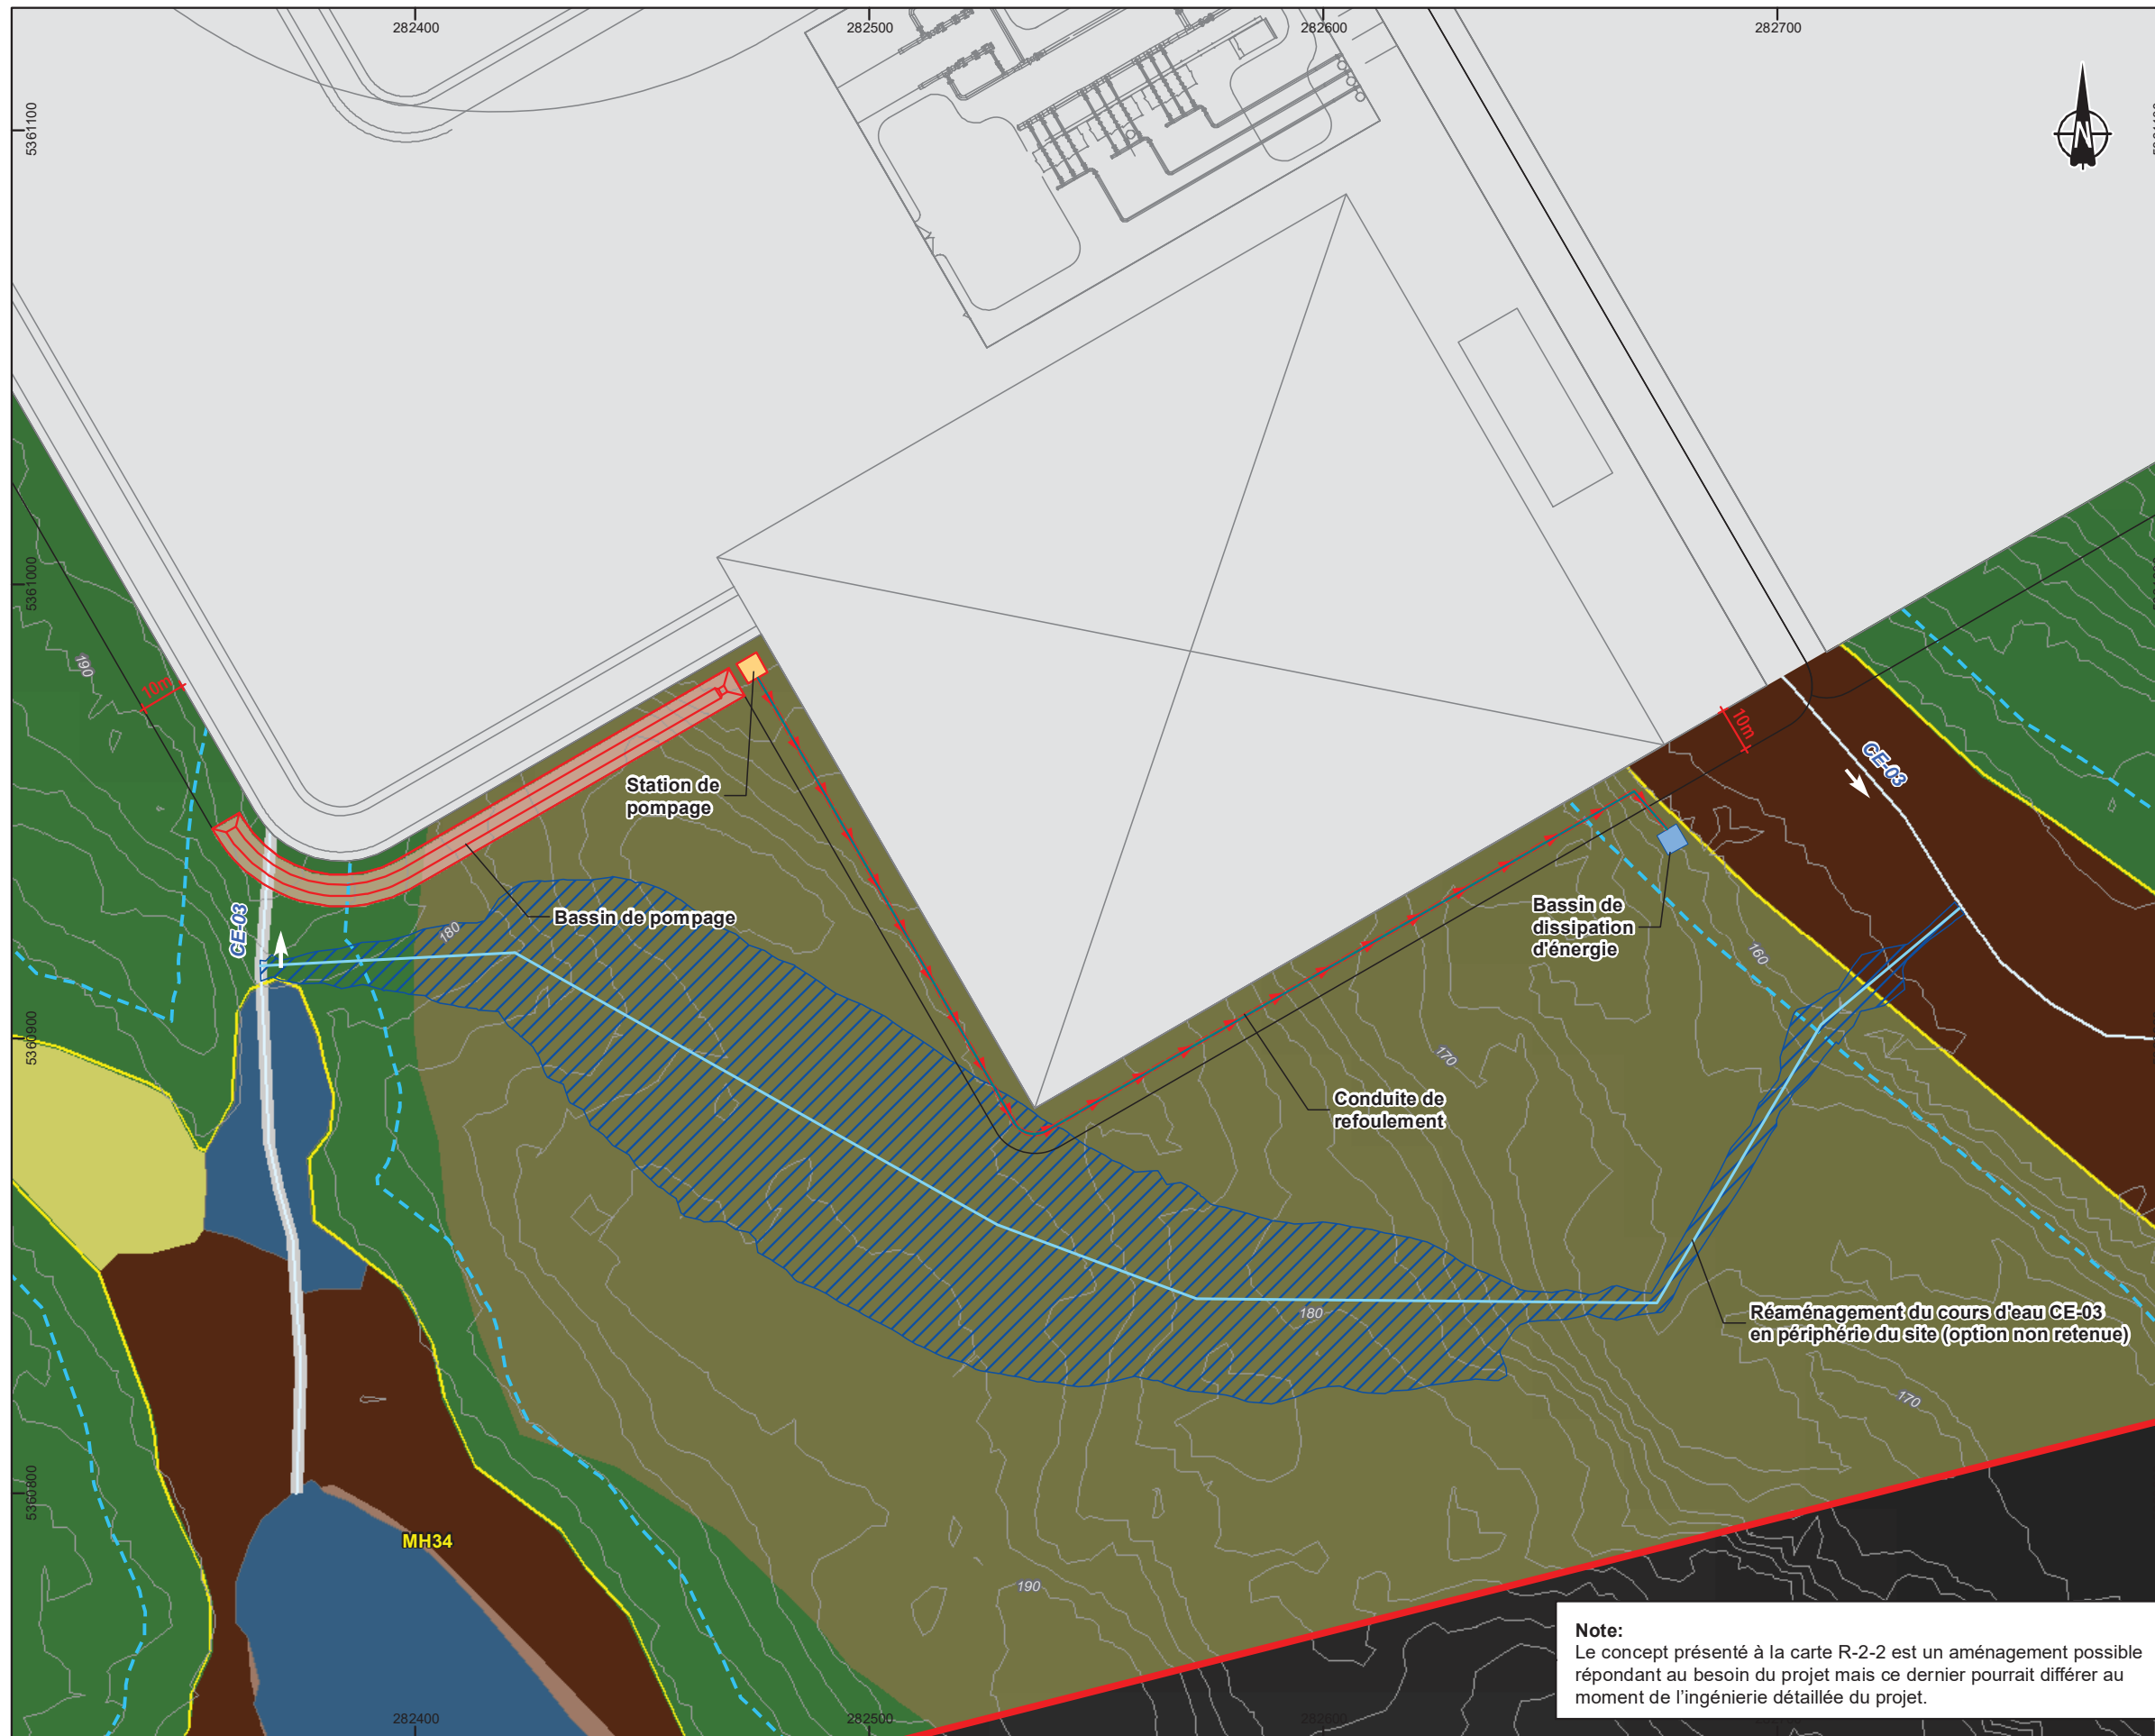 282400
282500
282600
282700
5361100
N
5361000
190
10m
10m
CE-03
Station de
pompage
Bassin de pompage
180
CE-03
Bassin de
dissipation
d'énergie
160
5360900
170
Conduite de
refoulement
180
Réaménagement du cours d'eau CE-03
en périphérie du site (option non retenue)
170
5360800
MH34
190
Note:
Le concept présenté à la carte R-2-2 est un aménagement possible
répondant au besoin du projet mais ce dernier pourrait différer au
moment de l'ingénierie détaillée du projet.
282400
282500
282600